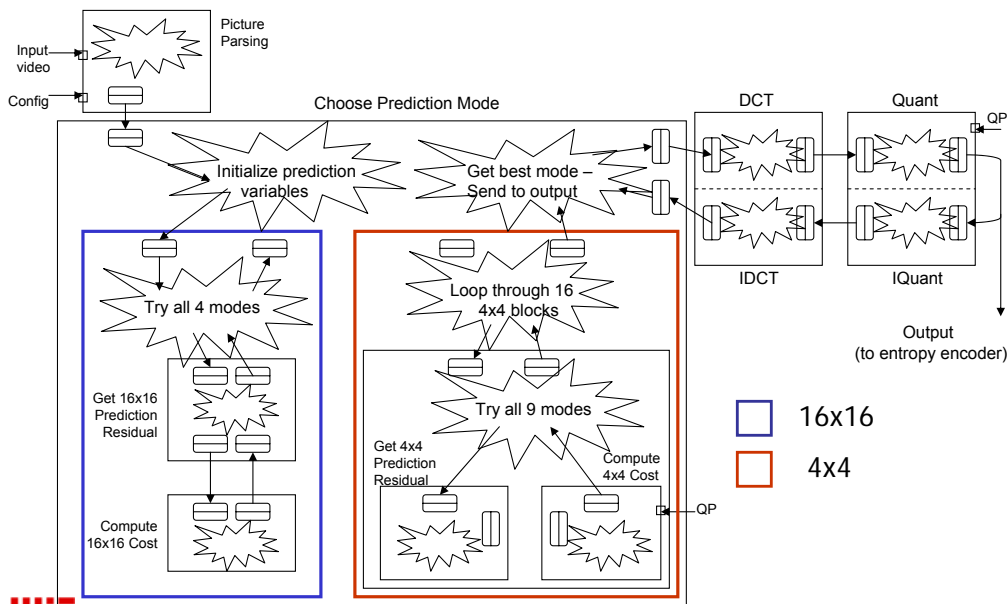 Picture
Parsing
Input
video
Config
Choose Prediction Mode
DCT
Quant
QP
Initialize prediction
variables
Get best mode –
Send to output
IDCT
IQuant
Try all 4 modes
Loop through 16
4x4 blocks
Output
(to entropy encoder)
Get 16x16
Prediction
Residual
Try all 9 modes
16x16
Get 4x4
Prediction
Residual
Compute
4x4 Cost
4x4
QP
Compute
16x16 Cost